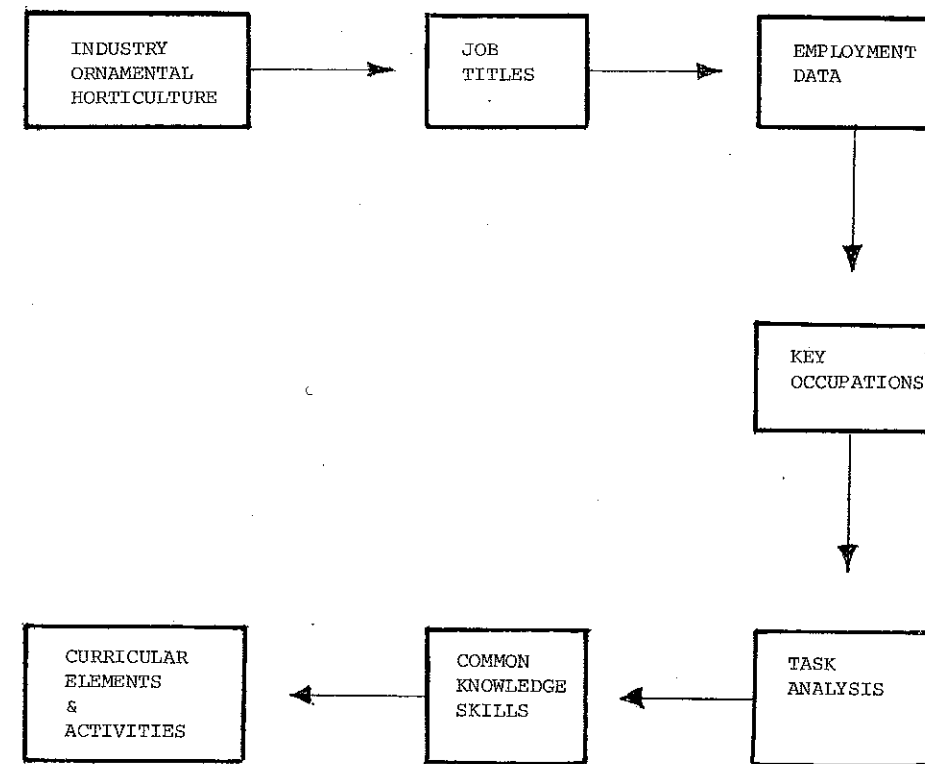 INDUSTRY
ORNAMENTAL
HORTICULTURE
JOB
TITLES
EMPLOYMENT
DATA
KEY
OCCUPATIONS
TASK
ANALYSIS
COMMON
KNOWLEDGE
SKILLS
CURRICULAR
ELEMENTS
&
ACTIVITIES